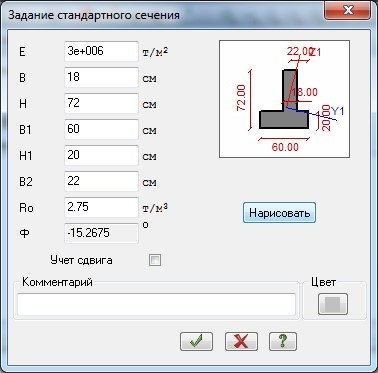 Задание стандартного сечения
E 3e+006 т/м²
B 18 см
H 72 см
B1 60 см
H1 20 см
B2 22 см
Ro 2.75 т/м³
Ф -15.2675 °
Учет сдвига
22.00 Z1
72.00
18.00
Y1
20.00
60.00
Нарисовать
Комментарий
Цвет
?